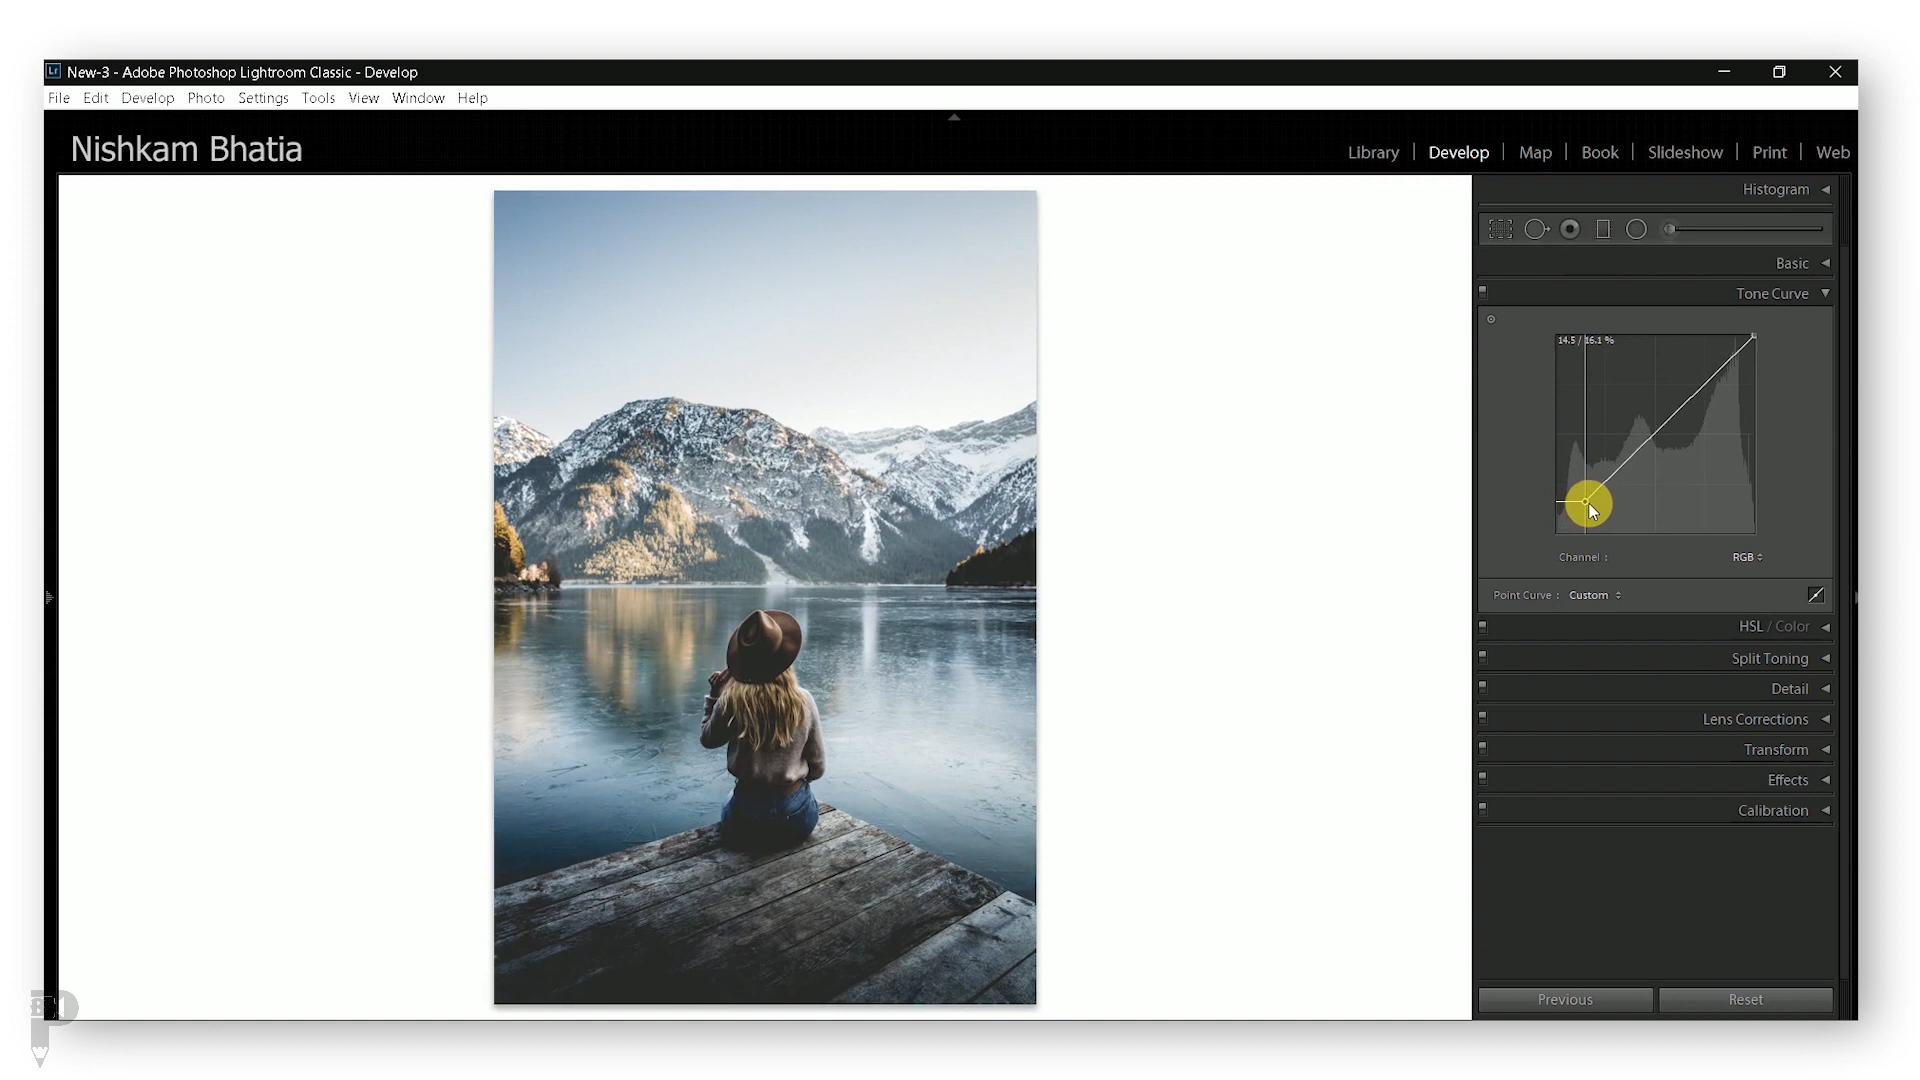 Lr New-3 - Adobe Photoshop Lightroom Classic - Develop
File Edit Develop Photo Settings Tools View Window Help
Nishkam Bhatia
Library | Develop | Map | Book | Slideshow | Print | Web
Histogram
Basic
Tone Curve
14.5 / 16.1 %
Channel : RGB
Point Curve : Custom
HSL / Color
Split Toning
Detail
Lens Corrections
Transform
Effects
Calibration
Previous Reset